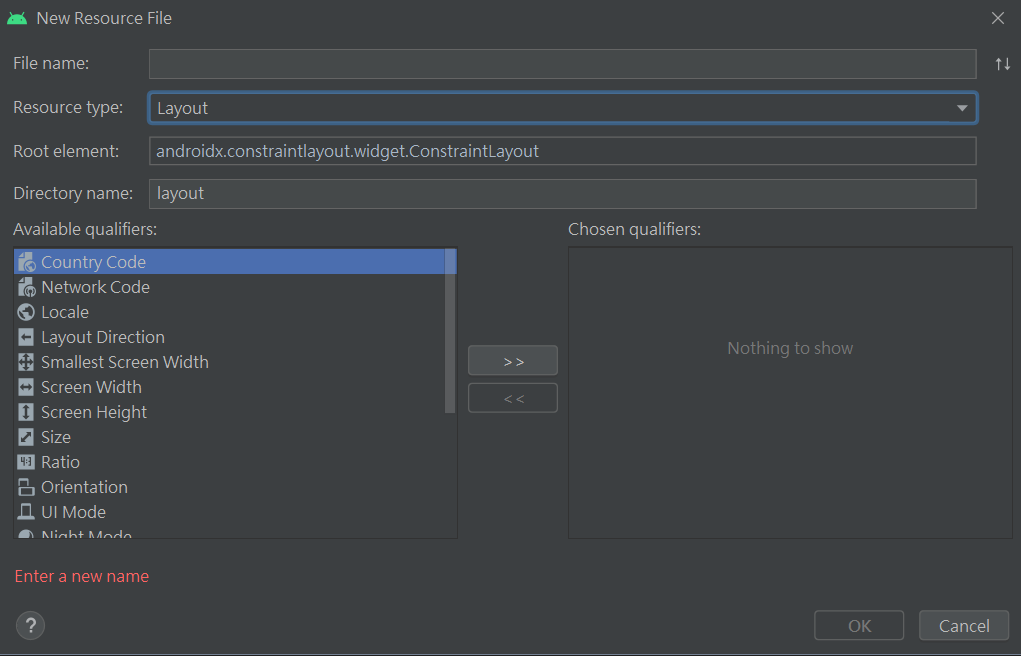 New Resource File
File name:
Resource type:
Layout
Root element:
androidx.constraintlayout.widget.ConstraintLayout
Directory name:
layout
Available qualifiers:
Country Code
Network Code
Locale
Layout Direction
Smallest Screen Width
Screen Width
Screen Height
Size
Ratio
Orientation
UI Mode
Night Mode
>>
<<
Chosen qualifiers:
Nothing to show
Enter a new name
?
OK
Cancel